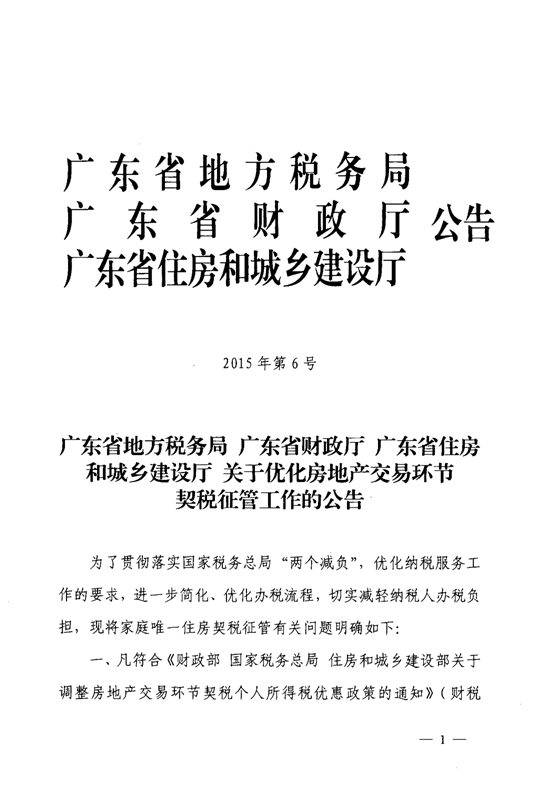 广东省地方税务局
广东省财政厅 公告
广东省住房和城乡建设厅
2015年第6号
广东省地方税务局 广东省财政厅 广东省住房
和城乡建设厅 关于优化房地产交易环节
契税征管工作的公告
为了贯彻落实国家税务总局“两个减负”，优化纳税服务工
作的要求，进一步简化、优化办税流程，切实减轻纳税人办税负
担，现将家庭唯一住房契税征管有关问题明确如下：
一、凡符合《财政部 国家税务总局 住房和城乡建设部关于
调整房地产交易环节契税个人所得税优惠政策的通知》（财税
— 1 —